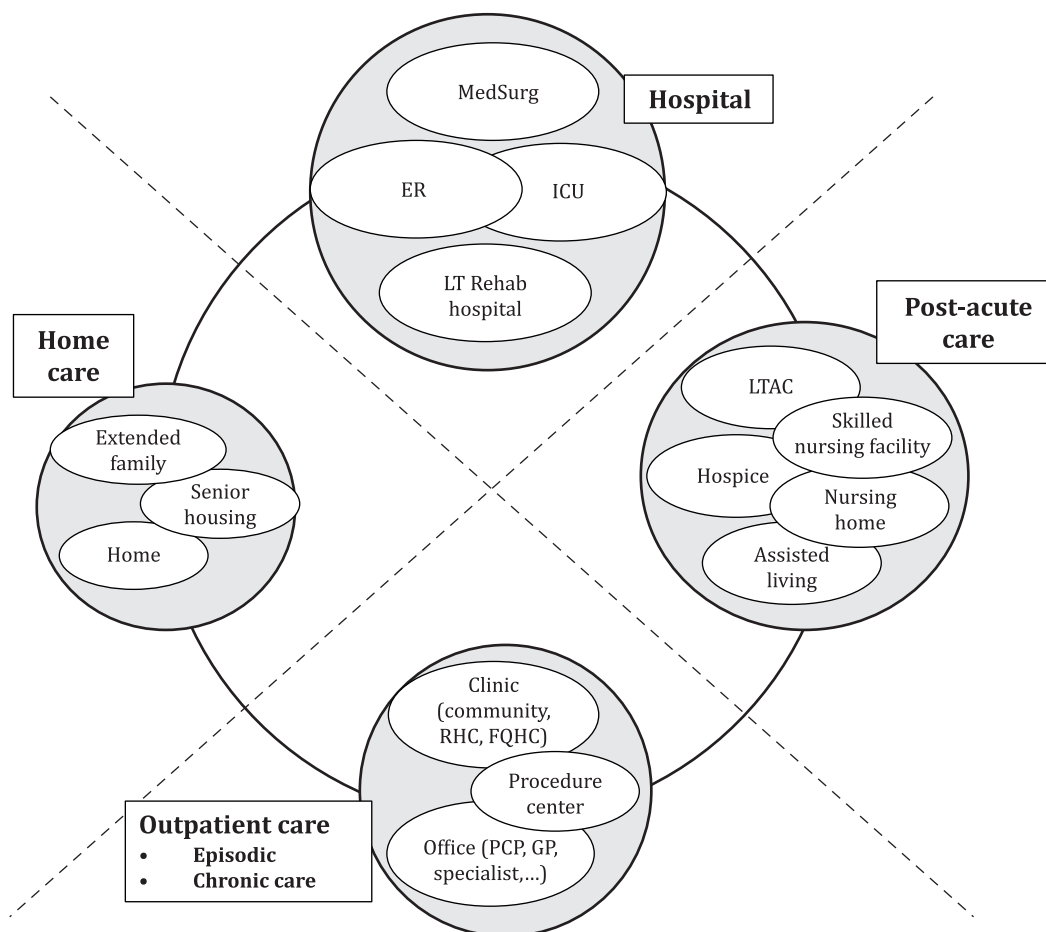 MedSurg
Hospital
ER
ICU
LT Rehab
hospital
Post-acute
care
LTAC
Skilled
nursing facility
Hospice
Nursing
home
Assisted
living
Home
care
Extended
family
Senior
housing
Home
Clinic
(community,
RHC, FQHC)
Procedure
center
Office (PCP, GP,
specialist,...)
Outpatient care
• Episodic
• Chronic care